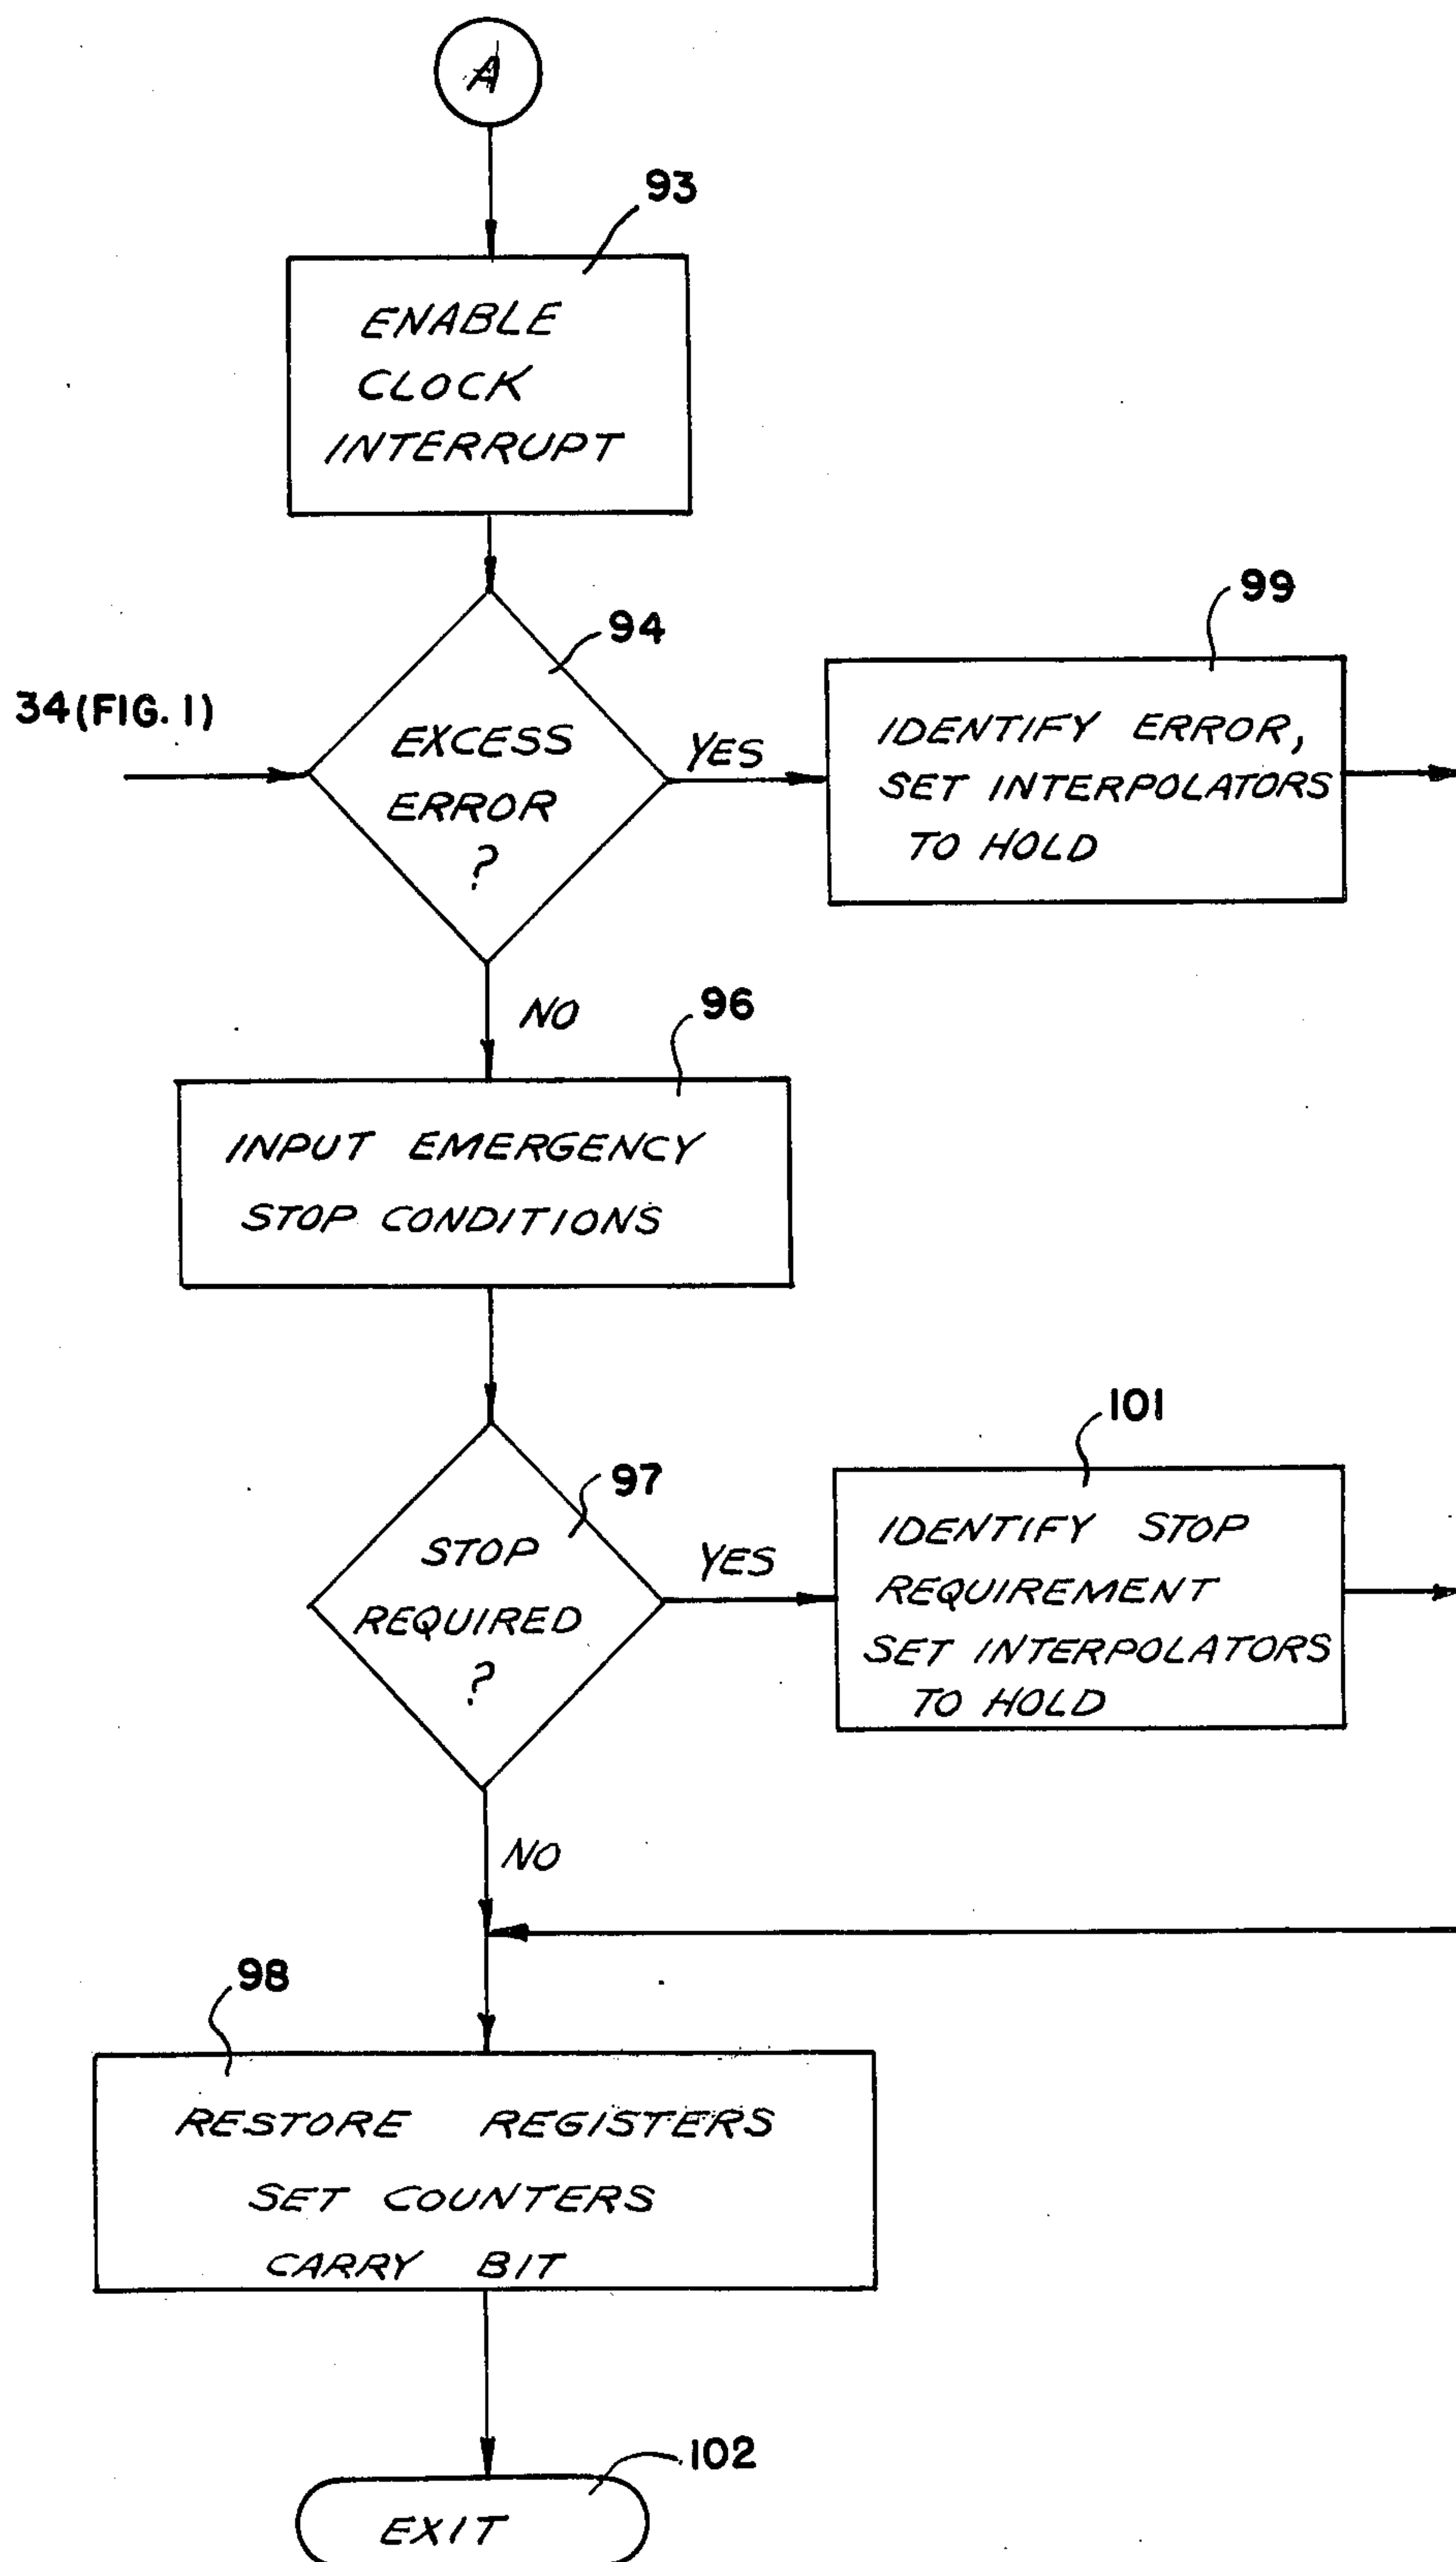 A
93
ENABLE
CLOCK
INTERRUPT
94
34 (FIG. 1)
EXCESS
ERROR
?
YES
99
IDENTIFY ERROR,
SET INTERPOLATORS
TO HOLD
NO
96
INPUT EMERGENCY
STOP CONDITIONS
97
STOP
REQUIRED
?
YES
101
IDENTIFY STOP
REQUIREMENT
SET INTERPOLATORS
TO HOLD
NO
98
RESTORE REGISTERS
SET COUNTERS
CARRY BIT
102
EXIT